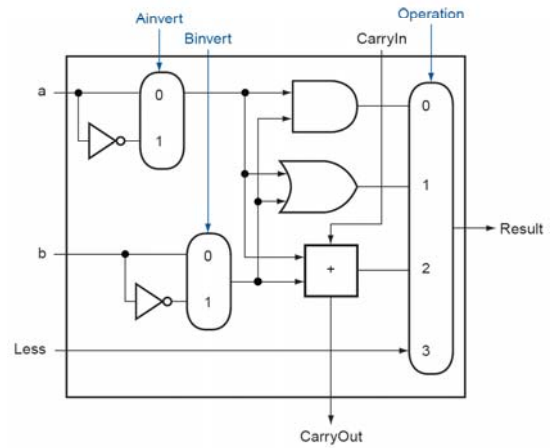 Ainvert
Operation
Binvert
CarryIn
a
0
0
1
1
b
0
+
2
Result
1
Less
3
CarryOut